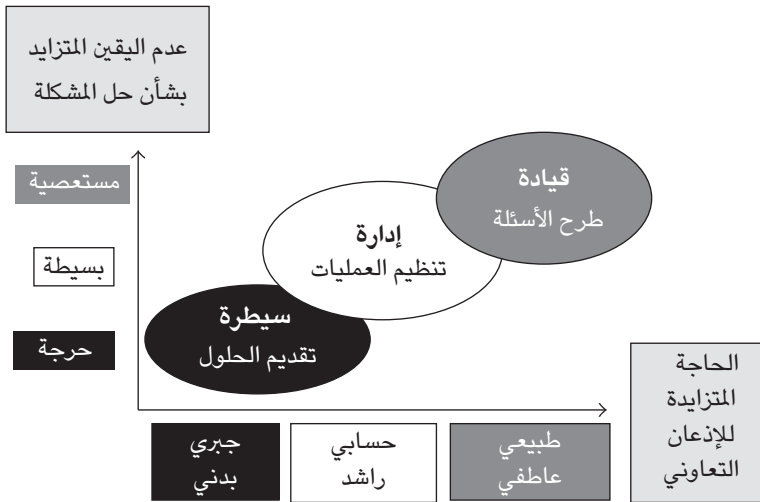 عدم اليقين المتزايد
بشأن حل المشكلة
مستعصية
قيادة
طرح الأسئلة
إدارة
تنظيم العمليات
بسيطة
سيطرة
تقديم الحلول
حرجة
الحاجة
المتزايدة
للإذعان
التعاوني
جبري
بدني
حسابي
راشد
طبيعي
عاطفي